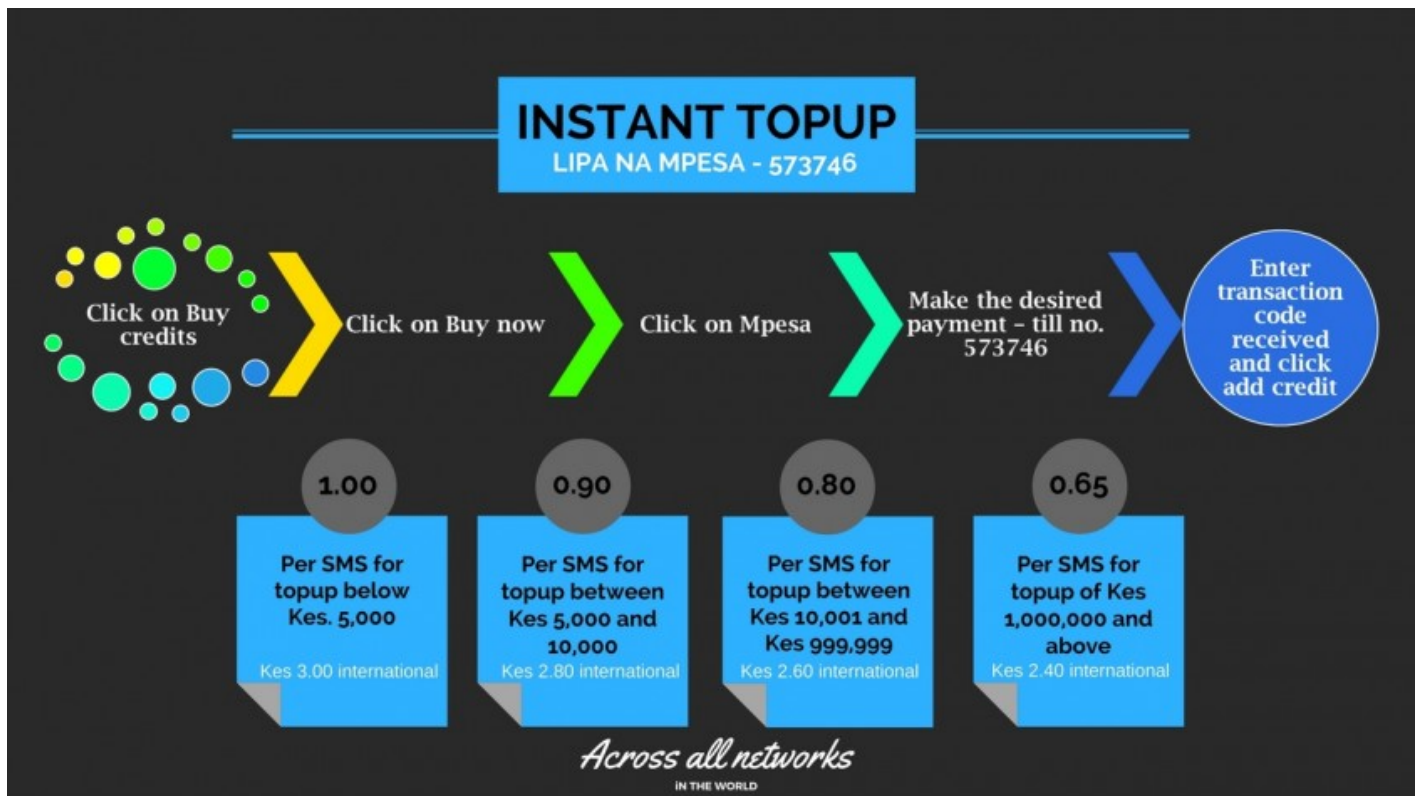 INSTANT TOPUP
LIPA NA MPESA - 573746
Click on Buy
credits
Click on Buy now
Click on Mpesa
Make the desired
payment – till no.
573746
Enter
transaction
code
received
and click
add credit
1.00
Per SMS for
topup below
Kes. 5,000
Kes 3.00 international
0.90
Per SMS for
topup between
Kes 5,000 and
10,000
Kes 2.80 international
0.80
Per SMS for
topup between
Kes 10,001 and
Kes 999,999
Kes 2.60 international
0.65
Per SMS for
topup of Kes
1,000,000 and
above
Kes 2.40 international
Across all networks
iN THE WORLD